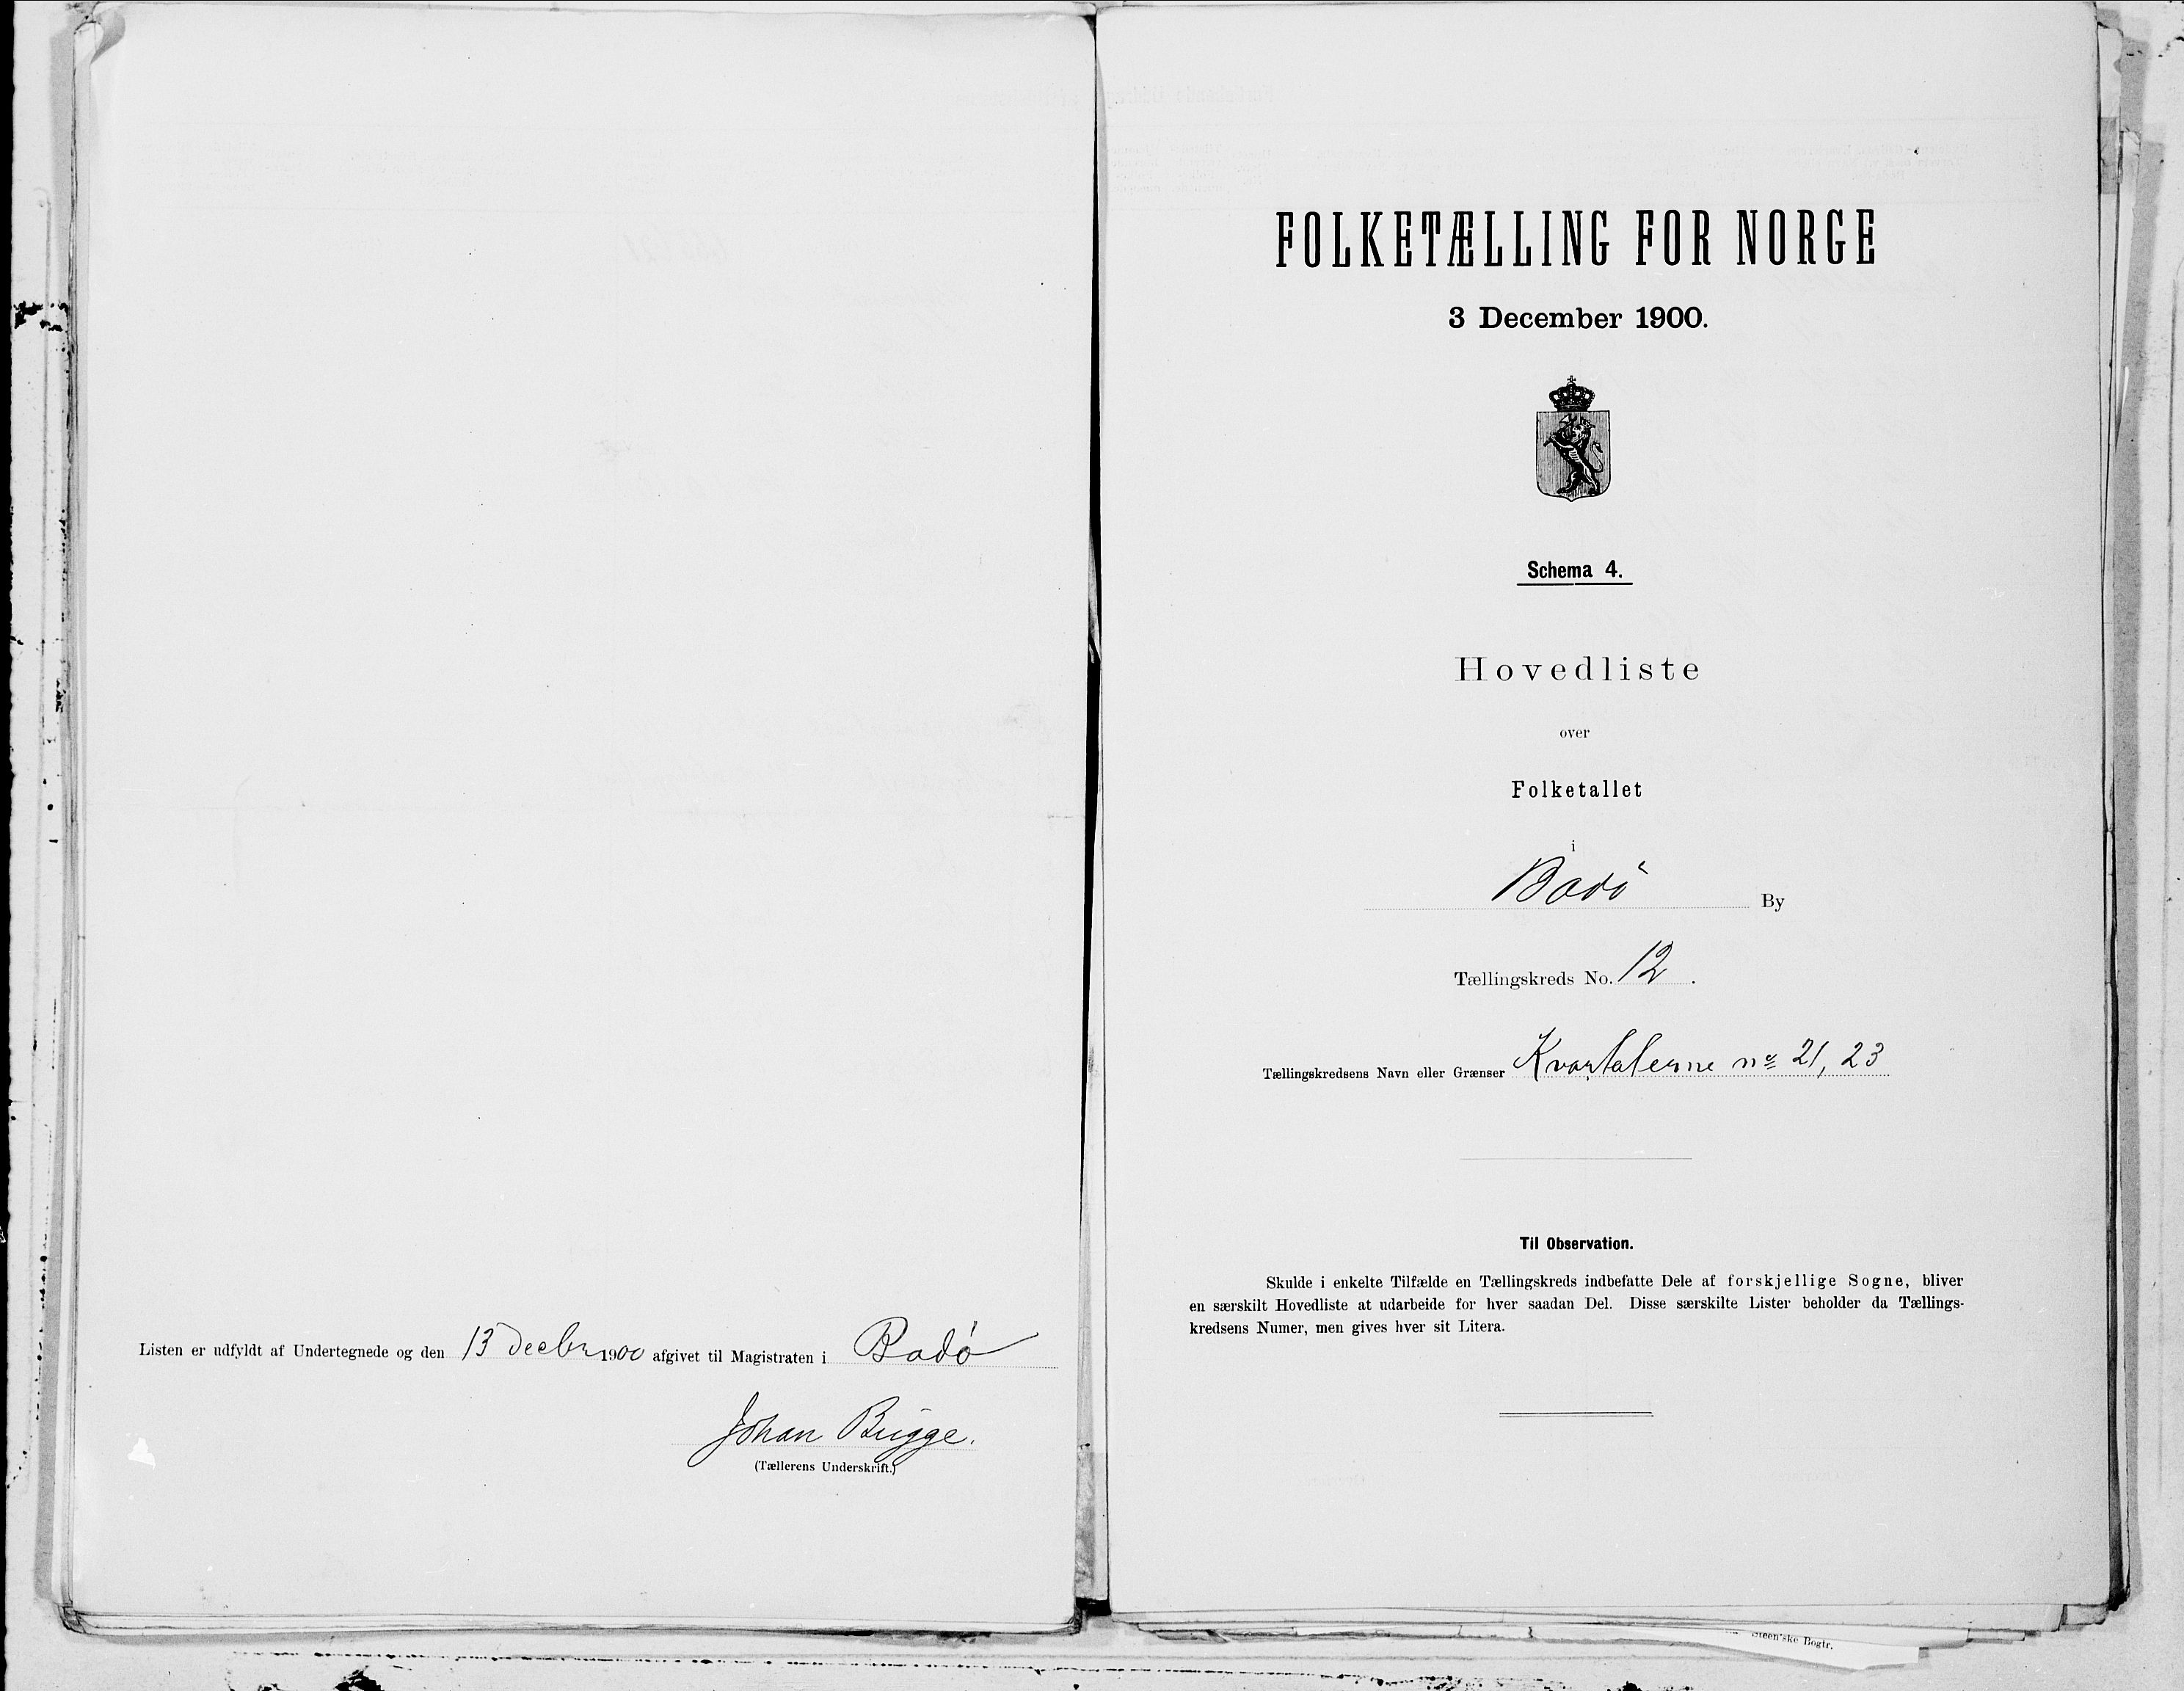 Listen er udfyldt af Undertegnede og den 13 Decbr 1900 afgivet til Magistraten i Bodø
Johan Bugge.
(Tællerens Underskrift.)
FOLKETÆLLING FOR NORGE
3 December 1900.
Schema 4.
Hovedliste
over
Folketallet
i
Bodø By
Tællingskreds No. 12.
Tællingskredsens Navn eller Grænser Kvartalerne no 21, 23
Til Observation.
Skulde i enkelte Tilfælde en Tællingskreds indbefatte Dele af forskjellige Sogne, bliver
en særskilt Hovedliste at udarbeide for hver saadan Del. Disse særskilte Lister beholder da Tællings-
kredsens Numer, men gives hver sit Litera.
Steen'ske Bogtr.